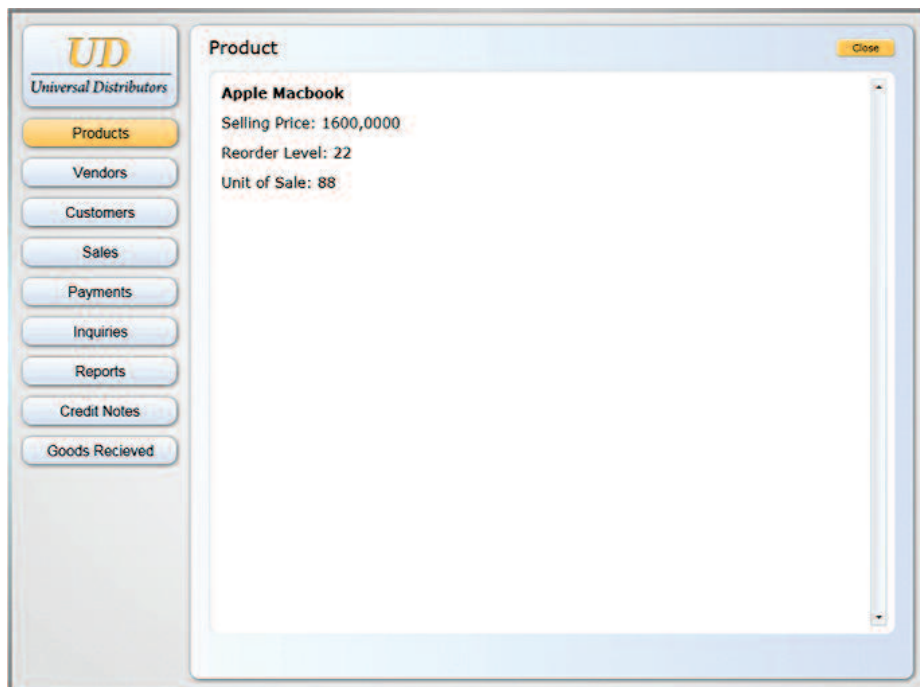 UD
Universal Distributors
Products
Vendors
Customers
Sales
Payments
Inquiries
Reports
Credit Notes
Goods Recieved
Product
Close
Apple Macbook
Selling Price: 1600,0000
Reorder Level: 22
Unit of Sale: 88